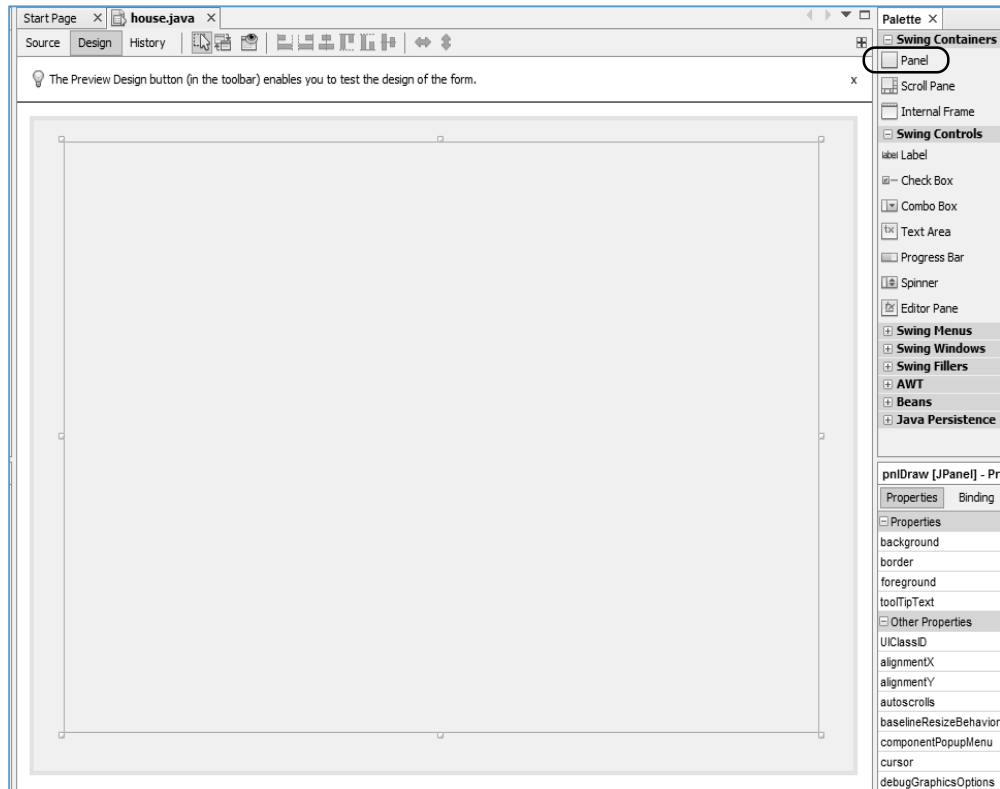 Start Page X house.java X
Source Design History
The Preview Design button (in the toolbar) enables you to test the design of the form. x
Palette X
Swing Containers
Panel
Scroll Pane
Internal Frame
Swing Controls
label Label
Check Box
Combo Box
tx Text Area
Progress Bar
Spinner
Editor Pane
Swing Menus
Swing Windows
Swing Fillers
AWT
Beans
Java Persistence
pnlDraw [JPanel] - Pr
Properties Binding
Properties
background
border
foreground
toolTipText
Other Properties
UIClassID
alignmentX
alignmentY
autoscrolls
baselineResizeBehavior
componentPopupMenu
cursor
debugGraphicsOptions